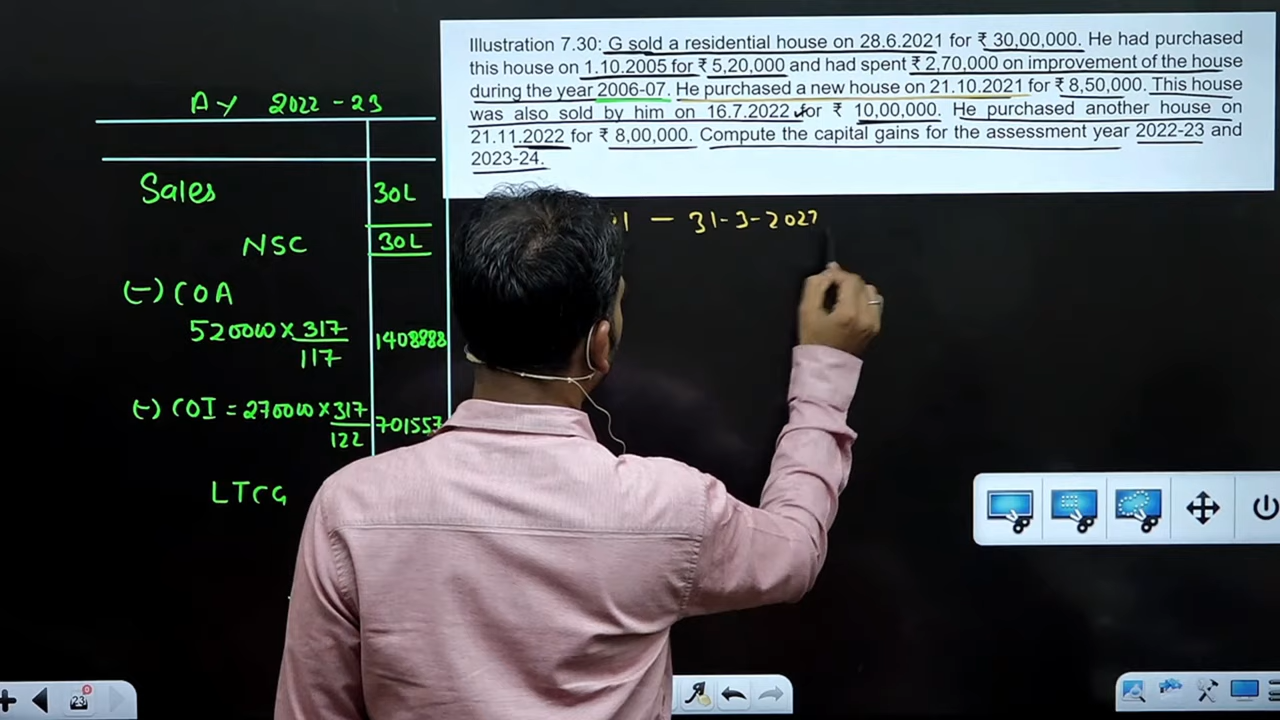 Illustration 7.30: G sold a residential house on 28.6.2021 for ₹ 30,00,000. He had purchased
this house on 1.10.2005 for ₹ 5,20,000 and had spent ₹ 2,70,000 on improvement of the house
during the year 2006-07. He purchased a new house on 21.10.2021 for ₹ 8,50,000. This house
was also sold by him on 16.7.2022 for ₹ 10,00,000. He purchased another house on
21.11.2022 for ₹ 8,00,000. Compute the capital gains for the assessment year 2022-23 and
2023-24.
AY 2022-23
Sales 30L
NSC 30L
(-) COA
520000 × 317/117 1408888
(-) COI = 270000 × 317/122 701557
LTCG
— 31-3-202
23